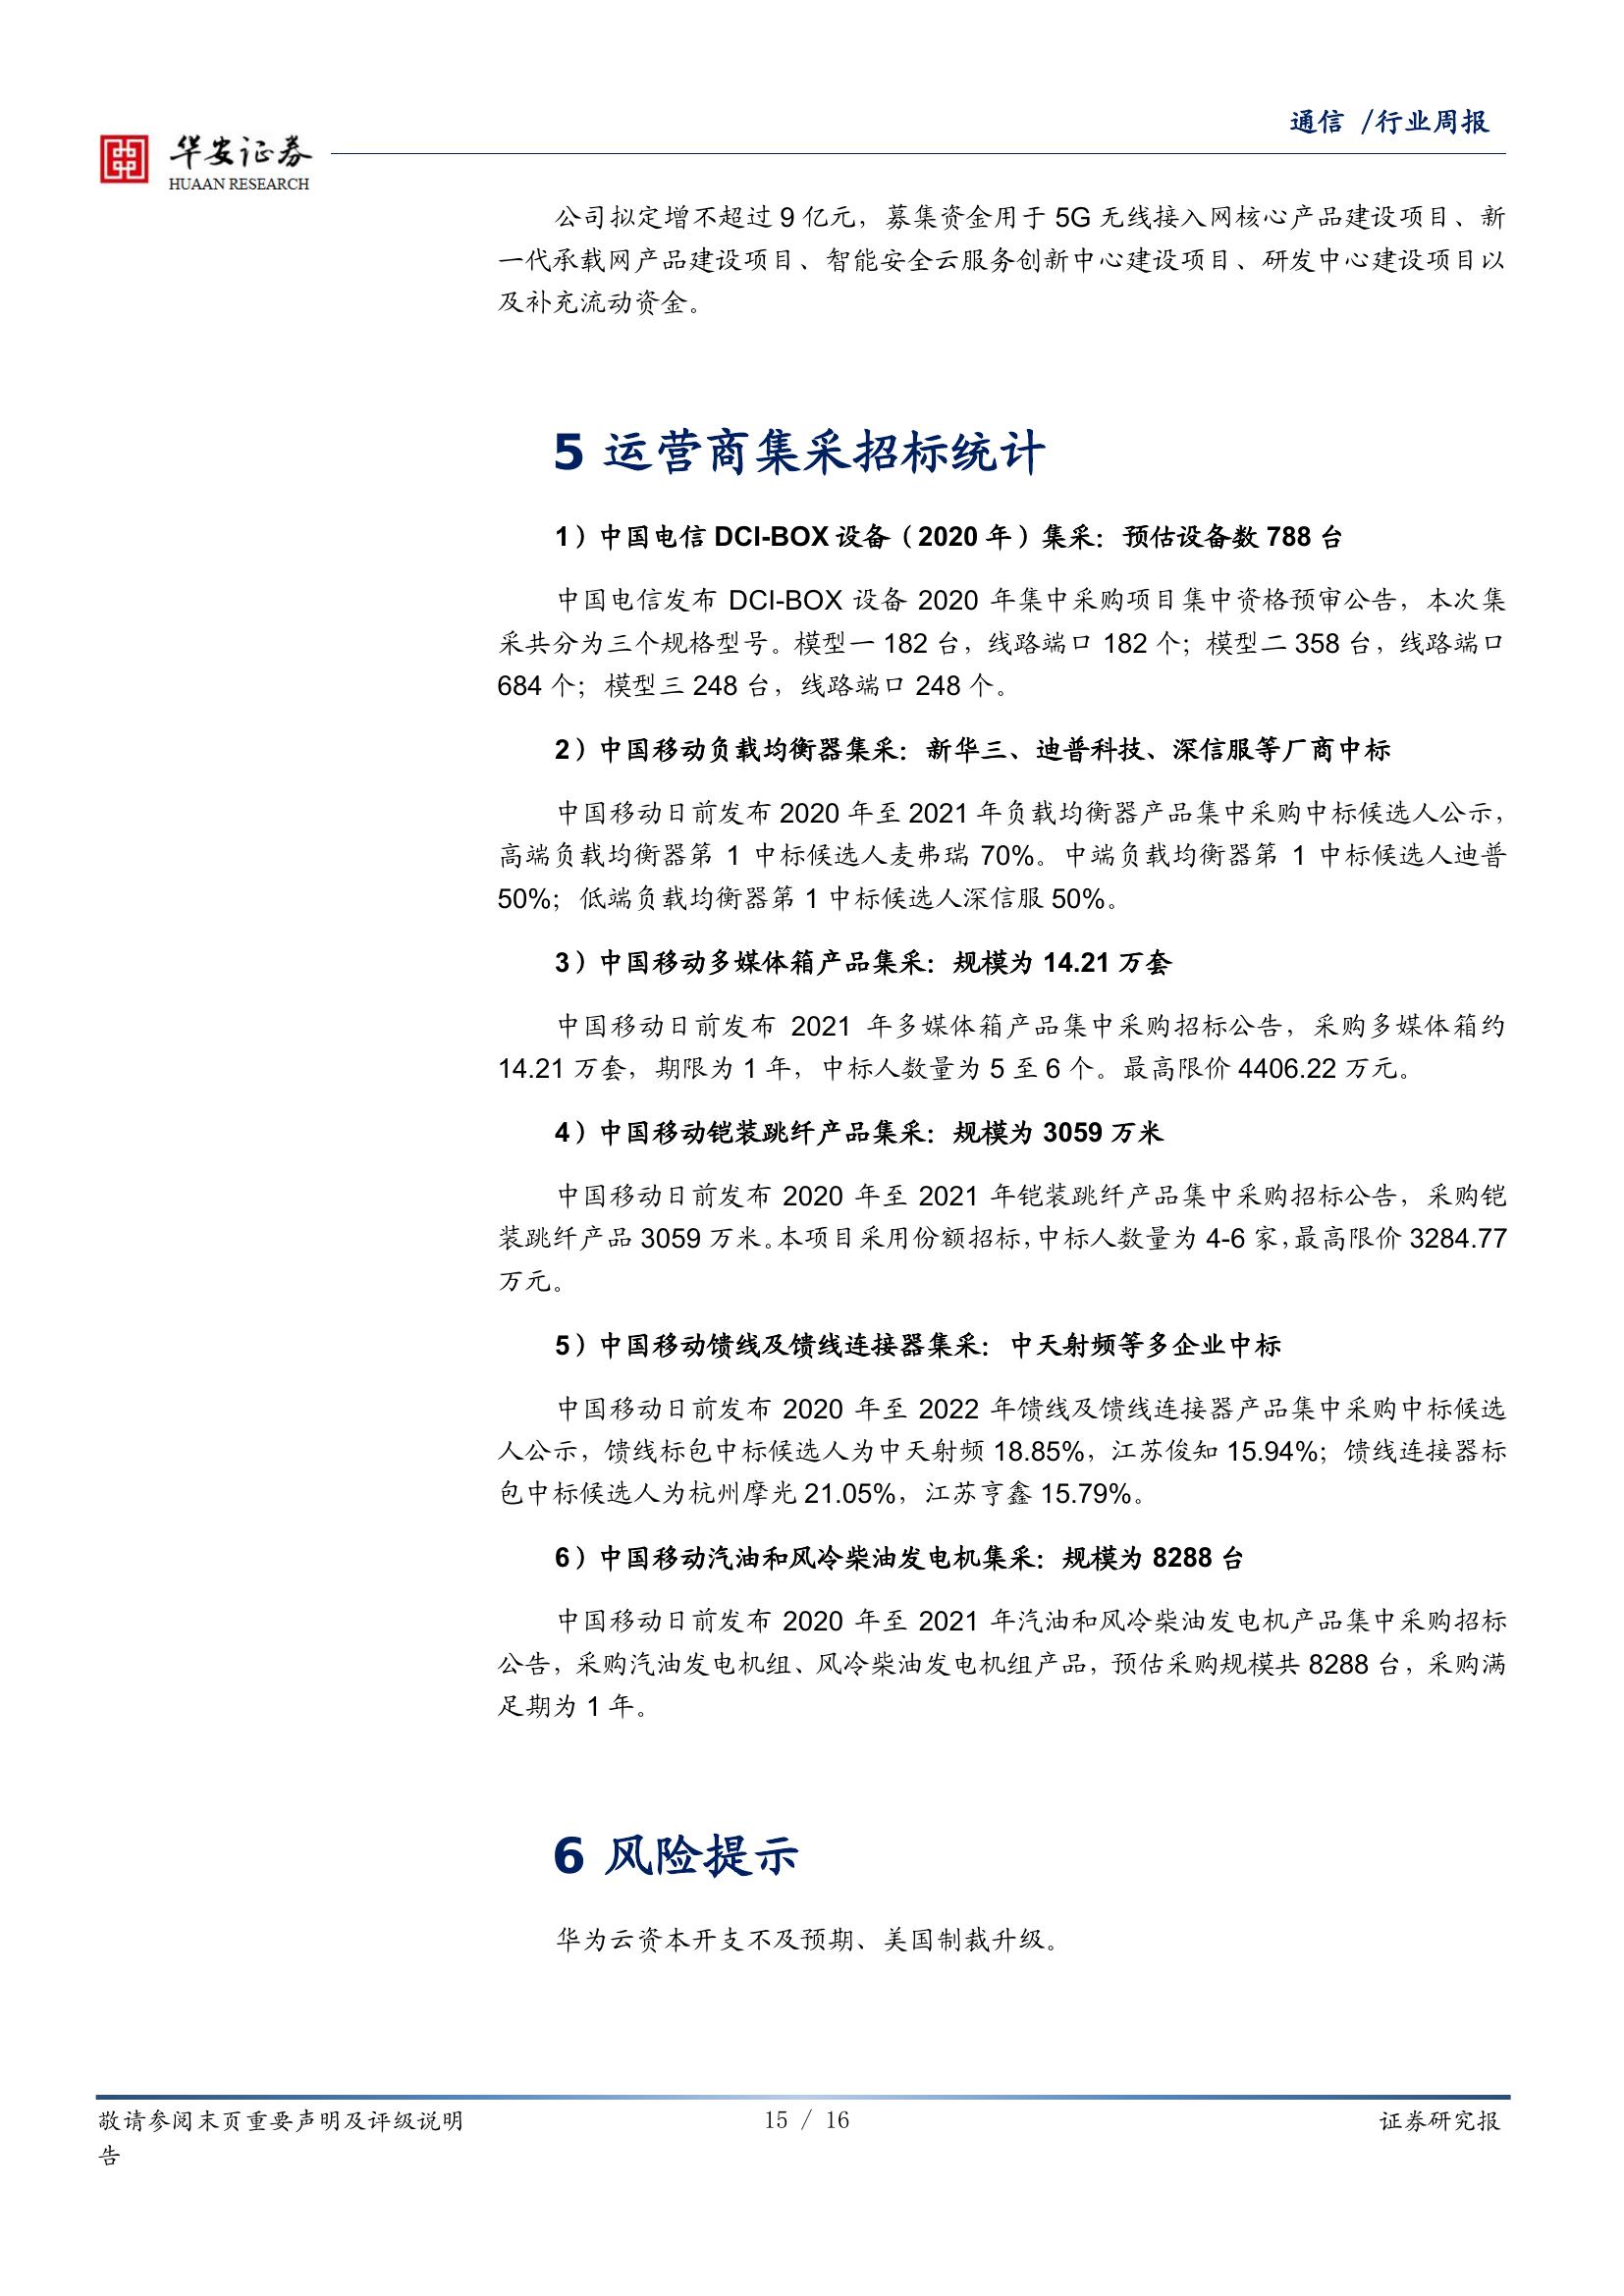 通信 /行业周报
华安证券
HUAAN RESEARCH
公司拟定增不超过 9 亿元，募集资金用于 5G 无线接入网核心产品建设项目、新
一代承载网产品建设项目、智能安全云服务创新中心建设项目、研发中心建设项目以
及补充流动资金。
5 运营商集采招标统计
1）中国电信 DCI-BOX 设备（2020 年）集采：预估设备数 788 台
中国电信发布 DCI-BOX 设备 2020 年集中采购项目集中资格预审公告，本次集
采共分为三个规格型号。模型一 182 台，线路端口 182 个；模型二 358 台，线路端口
684 个；模型三 248 台，线路端口 248 个。
2）中国移动负载均衡器集采：新华三、迪普科技、深信服等厂商中标
中国移动日前发布 2020 年至 2021 年负载均衡器产品集中采购中标候选人公示，
高端负载均衡器第 1 中标候选人麦弗瑞 70%。中端负载均衡器第 1 中标候选人迪普
50%；低端负载均衡器第 1 中标候选人深信服 50%。
3）中国移动多媒体箱产品集采：规模为 14.21 万套
中国移动日前发布 2021 年多媒体箱产品集中采购招标公告，采购多媒体箱约
14.21 万套，期限为 1 年，中标人数量为 5 至 6 个。最高限价 4406.22 万元。
4）中国移动铠装跳纤产品集采：规模为 3059 万米
中国移动日前发布 2020 年至 2021 年铠装跳纤产品集中采购招标公告，采购铠
装跳纤产品 3059 万米。本项目采用份额招标，中标人数量为 4-6 家，最高限价 3284.77
万元。
5）中国移动馈线及馈线连接器集采：中天射频等多企业中标
中国移动日前发布 2020 年至 2022 年馈线及馈线连接器产品集中采购中标候选
人公示，馈线标包中标候选人为中天射频 18.85%，江苏俊知 15.94%；馈线连接器标
包中标候选人为杭州摩光 21.05%，江苏亨鑫 15.79%。
6）中国移动汽油和风冷柴油发电机集采：规模为 8288 台
中国移动日前发布 2020 年至 2021 年汽油和风冷柴油发电机产品集中采购招标
公告，采购汽油发电机组、风冷柴油发电机组产品，预估采购规模共 8288 台，采购满
足期为 1 年。
6 风险提示
华为云资本开支不及预期、美国制裁升级。
敬请参阅末页重要声明及评级说明 15 / 16 证券研究报
告